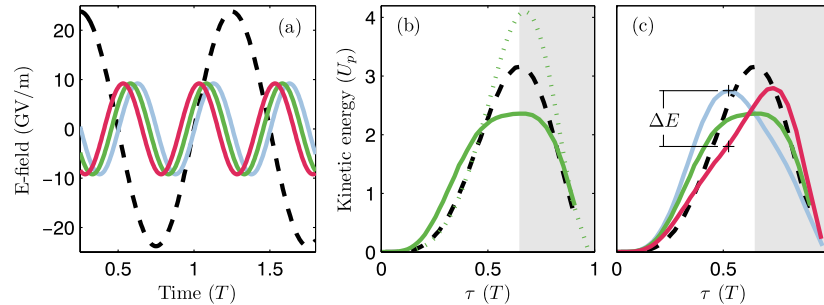 (a)
E-field (GV/m)
20
10
0
−10
−20
0.5
1
1.5
Time (T)
(b)
Kinetic energy (U_p)
4
3
2
1
0
0
0.5
1
τ (T)
(c)
ΔE
0
0.5
τ (T)